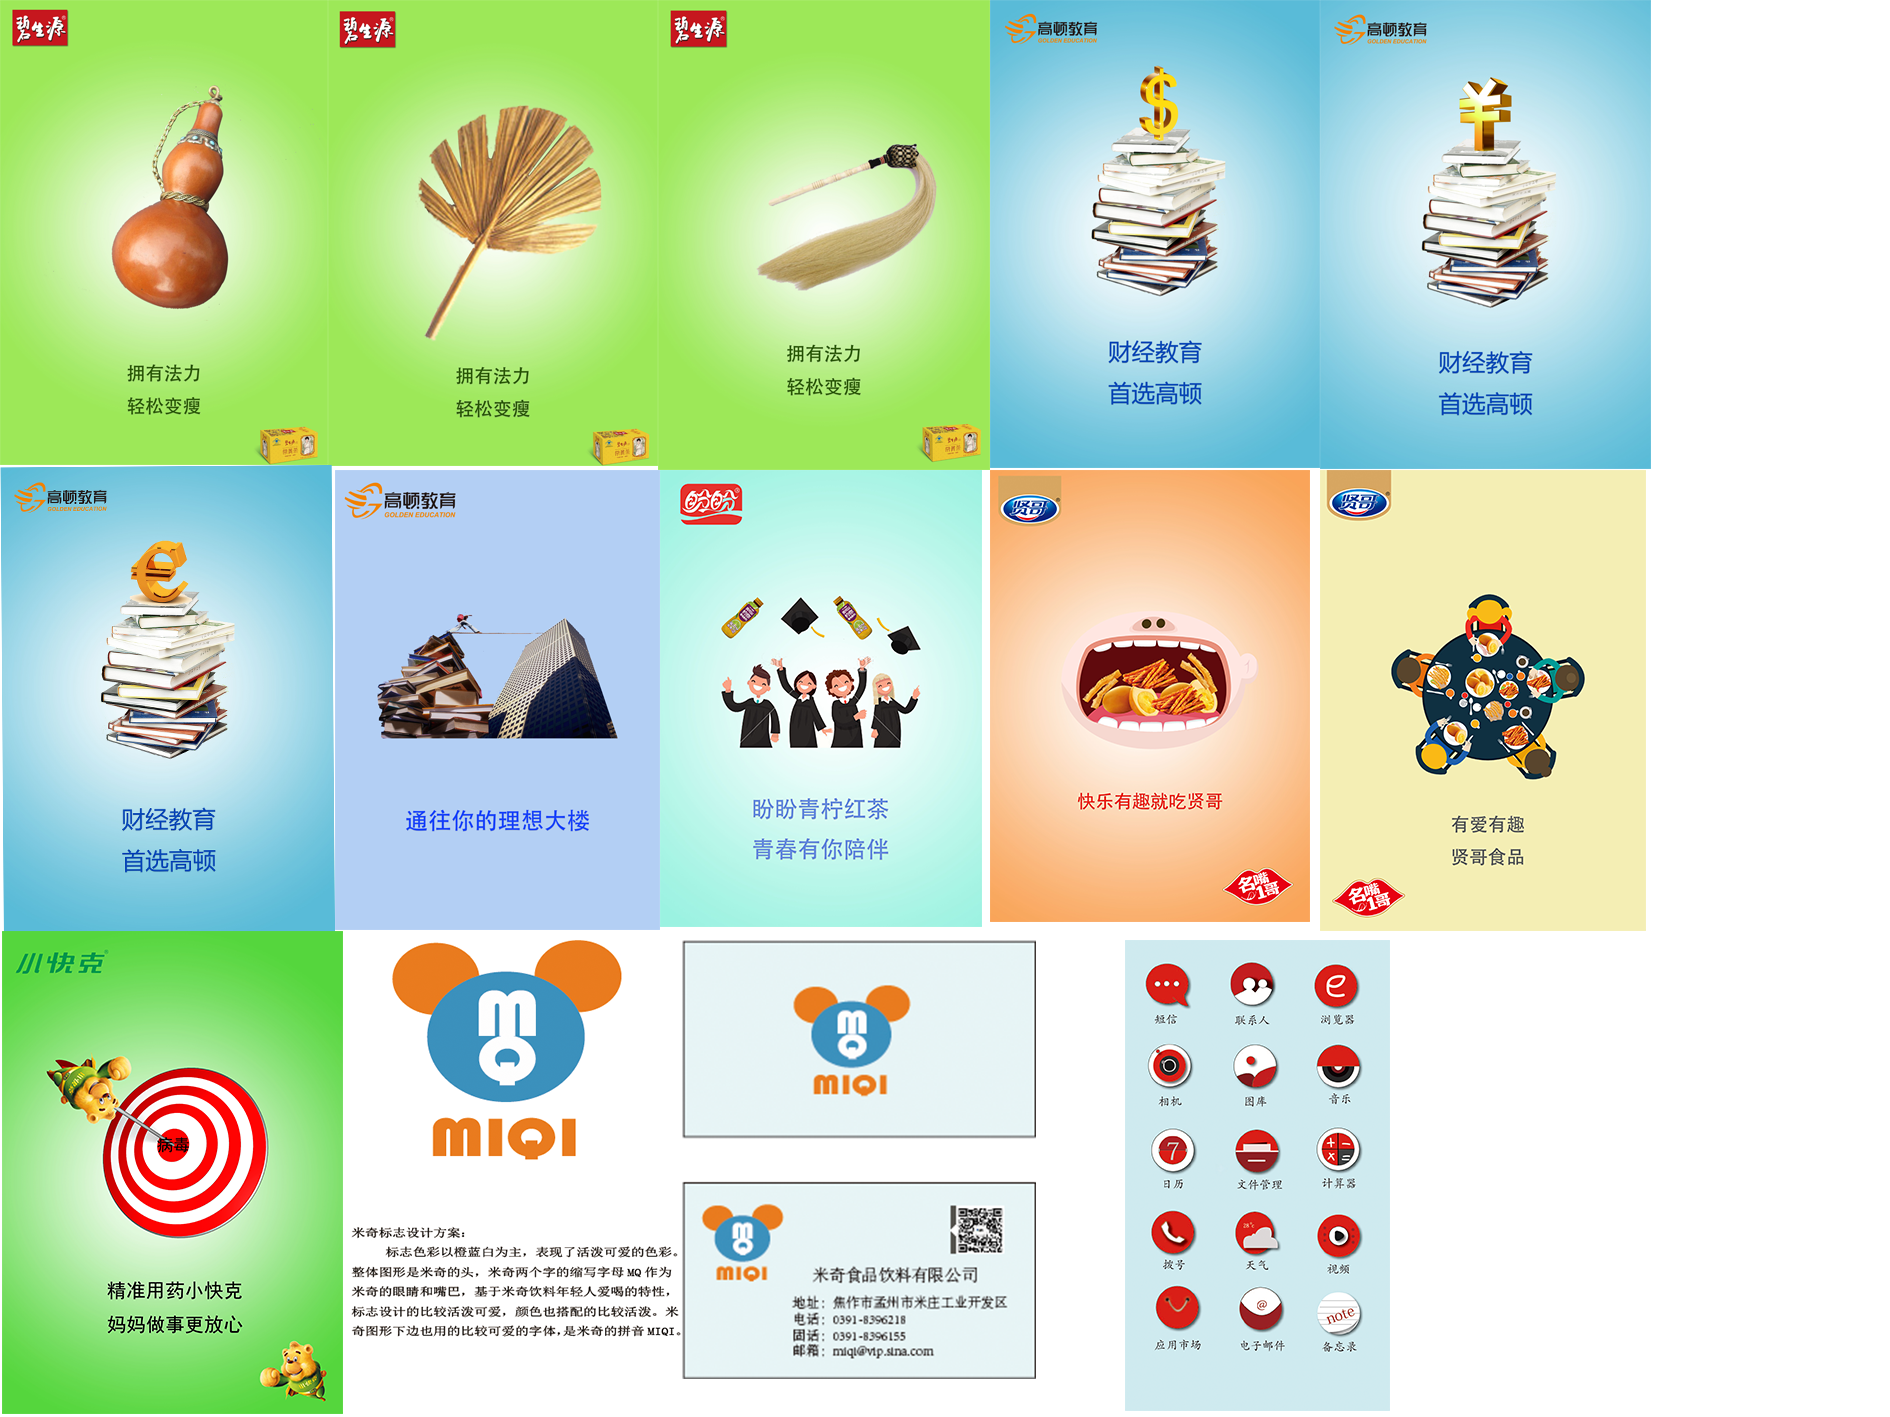 碧生源
拥有法力
轻松变瘦
碧生源
拥有法力
轻松变瘦
碧生源
拥有法力
轻松变瘦
高顿教育
GOLDEN EDUCATION
$
财经教育
首选高顿
高顿教育
GOLDEN EDUCATION
¥
财经教育
首选高顿
高顿教育
GOLDEN EDUCATION
€
财经教育
首选高顿
高顿教育
GOLDEN EDUCATION
通往你的理想大楼
盼盼
盼盼青柠红茶
青春有你陪伴
贤哥
快乐有趣就吃贤哥
名嘴
1哥
贤哥
有爱有趣
贤哥食品
名嘴
1哥
小快克
病毒
精准用药小快克
妈妈做事更放心
MQ
MIQI
米奇标志设计方案：
标志色彩以橙蓝白为主，表现了活泼可爱的色彩。
整体图形是米奇的头，米奇两个字的缩写字母MQ作为
米奇的眼睛和嘴巴，基于米奇饮料年轻人爱喝的特性，
标志设计的比较活泼可爱，颜色也搭配的比较活泼。米
奇图形下边也用的比较可爱的字体，是米奇的拼音MIQI。
MQ
MIQI
MQ
MIQI
米奇食品饮料有限公司
地址：焦作市孟州市米庄工业开发区
电话：0391-8396218
固话：0391-8396155
邮箱：miqi@vip.sina.com
短信 联系人 浏览器
相机 图库 音乐
7
日历 文件管理 计算器
28°c
拨号 天气 视频
@ note
应用市场 电子邮件 备忘录